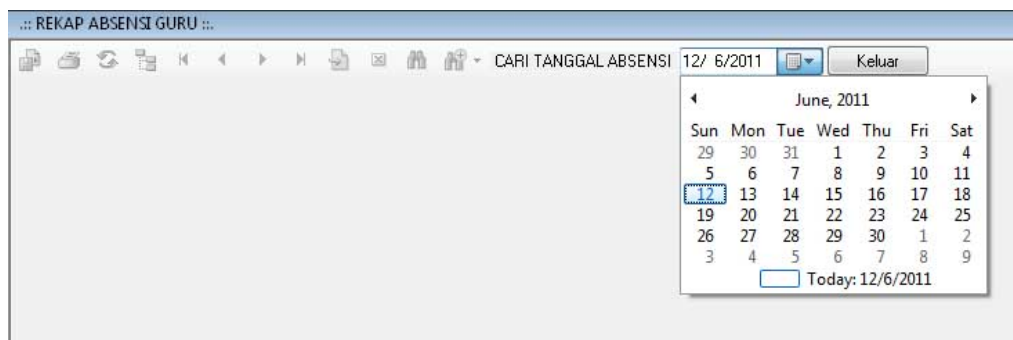 .:: REKAP ABSENSI GURU ::.
CARI TANGGAL ABSENSI 12/ 6/2011 Keluar
June, 2011
Sun Mon Tue Wed Thu Fri Sat
29 30 31 1 2 3 4
5 6 7 8 9 10 11
12 13 14 15 16 17 18
19 20 21 22 23 24 25
26 27 28 29 30 1 2
3 4 5 6 7 8 9
Today: 12/6/2011